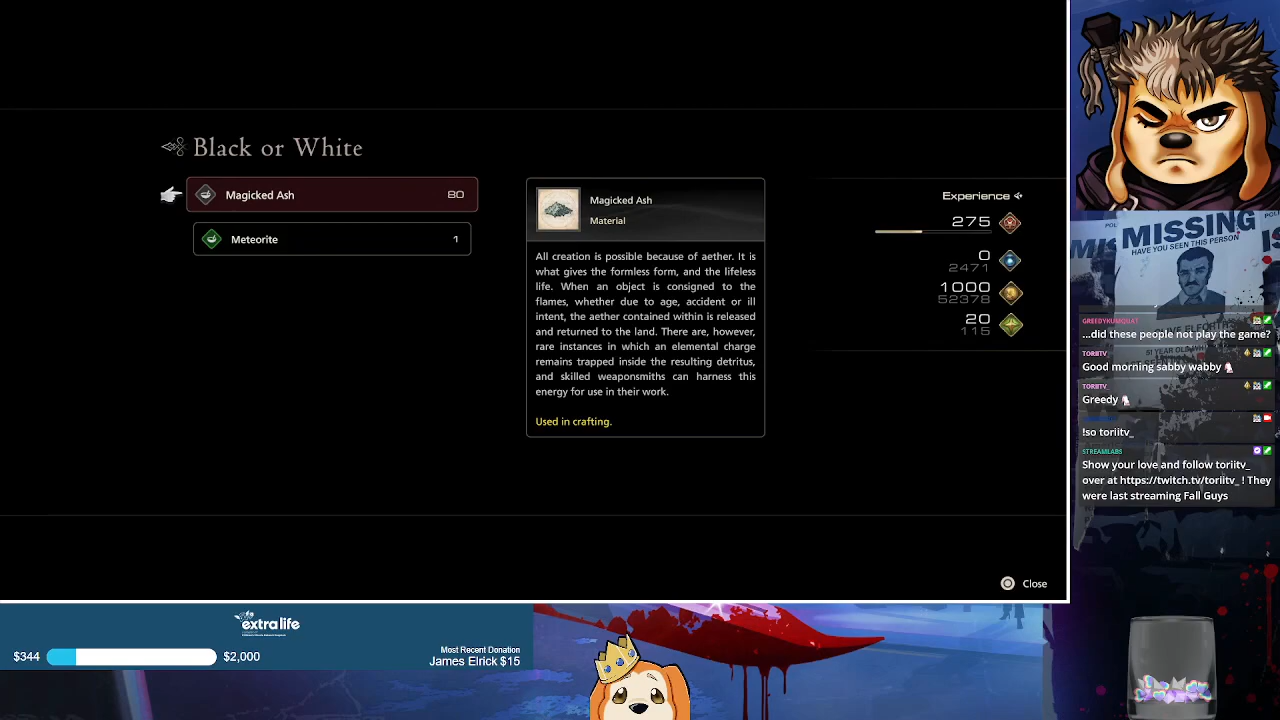 Black or White
Magicked Ash 80
Meteorite 1
Magicked Ash
Material
All creation is possible because of aether. It is
what gives the formless form, and the lifeless
life. When an object is consigned to the
flames, whether due to age, accident or ill
intent, the aether contained within is released
and returned to the land. There are, however,
rare instances in which an elemental charge
remains trapped inside the resulting detritus,
and skilled weaponsmiths can harness this
energy for use in their work.
Used in crafting.
Experience
275
0
2471
1000
52378
20
115
Close
MISSING
HAVE YOU SEEN THIS PERSON
GREEDYKUMQUAT
...did these people not play the game?
TORIITV_
Good morning sabby wabby
TORIITV_
Greedy
!so toriitv_
STREAMLABS
Show your love and follow toriitv_
over at https://twitch.tv/toriitv_ ! They
were last streaming Fall Guys
extra life
$344 $2,000
Most Recent Donation
James Elrick $15